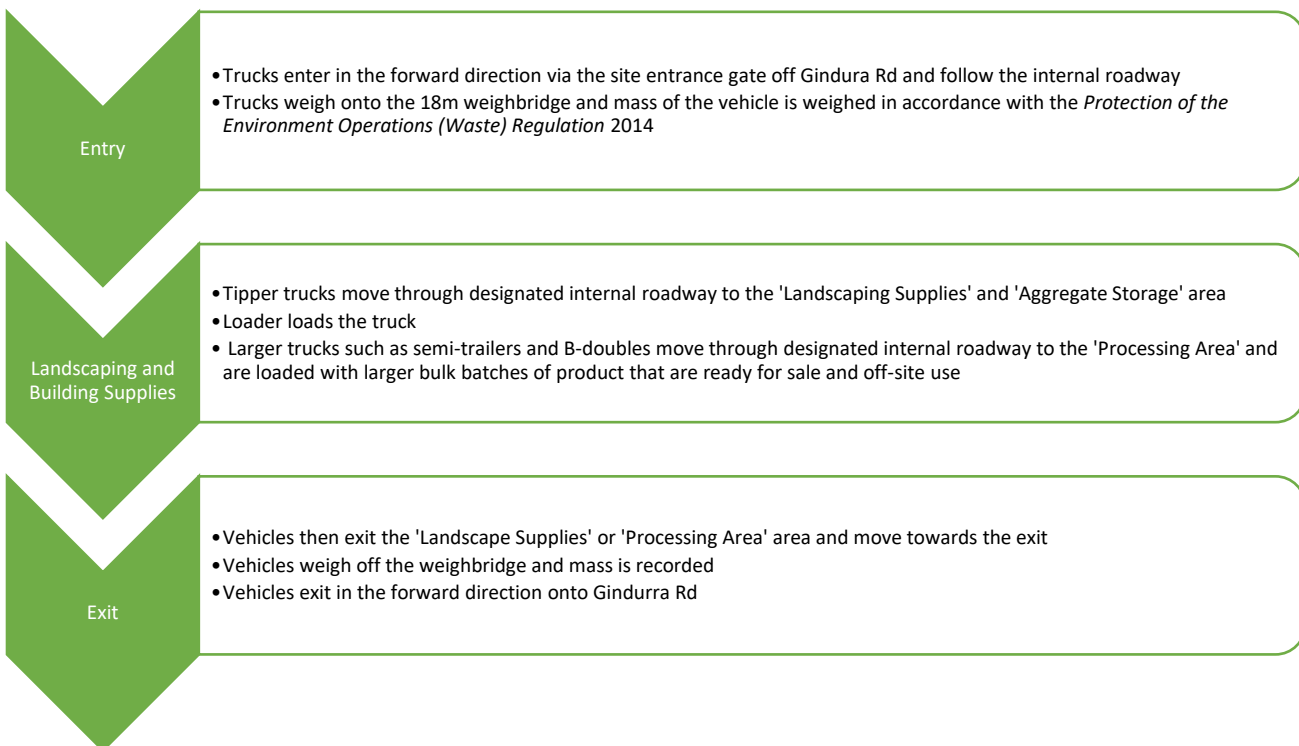 Entry
•Trucks enter in the forward direction via the site entrance gate off Gindura Rd and follow the internal roadway
•Trucks weigh onto the 18m weighbridge and mass of the vehicle is weighed in accordance with the Protection of the
Environment Operations (Waste) Regulation 2014
Landscaping and
Building Supplies
•Tipper trucks move through designated internal roadway to the 'Landscaping Supplies' and 'Aggregate Storage' area
•Loader loads the truck
• Larger trucks such as semi-trailers and B-doubles move through designated internal roadway to the 'Processing Area' and
are loaded with larger bulk batches of product that are ready for sale and off-site use
Exit
•Vehicles then exit the 'Landscape Supplies' or 'Processing Area' area and move towards the exit
•Vehicles weigh off the weighbridge and mass is recorded
•Vehicles exit in the forward direction onto Gindurra Rd